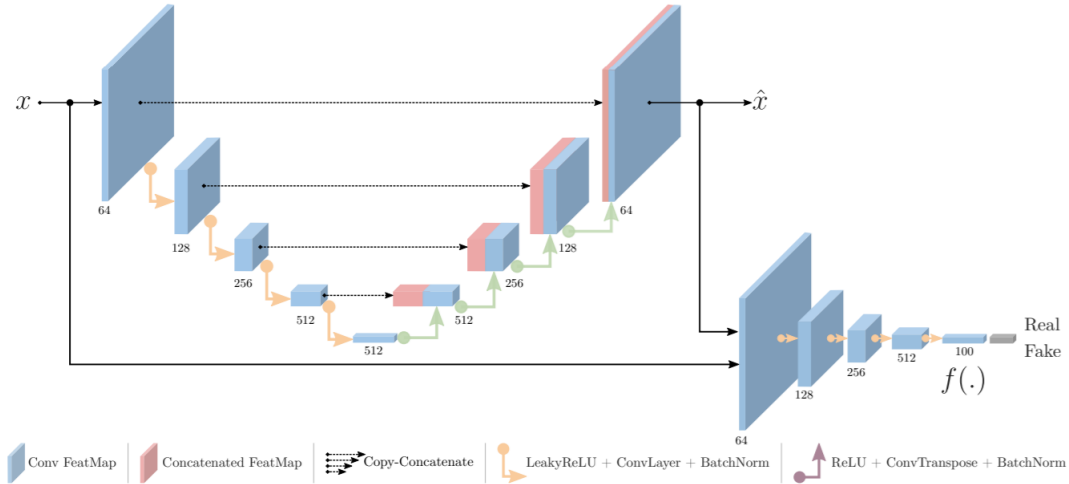 x
x̂
64
64
128
128
256
256
512
512
512
Real
Fake
64
128
256
512
100
f(.)
Conv FeatMap
Concatenated FeatMap
Copy-Concatenate
LeakyReLU + ConvLayer + BatchNorm
ReLU + ConvTranspose + BatchNorm